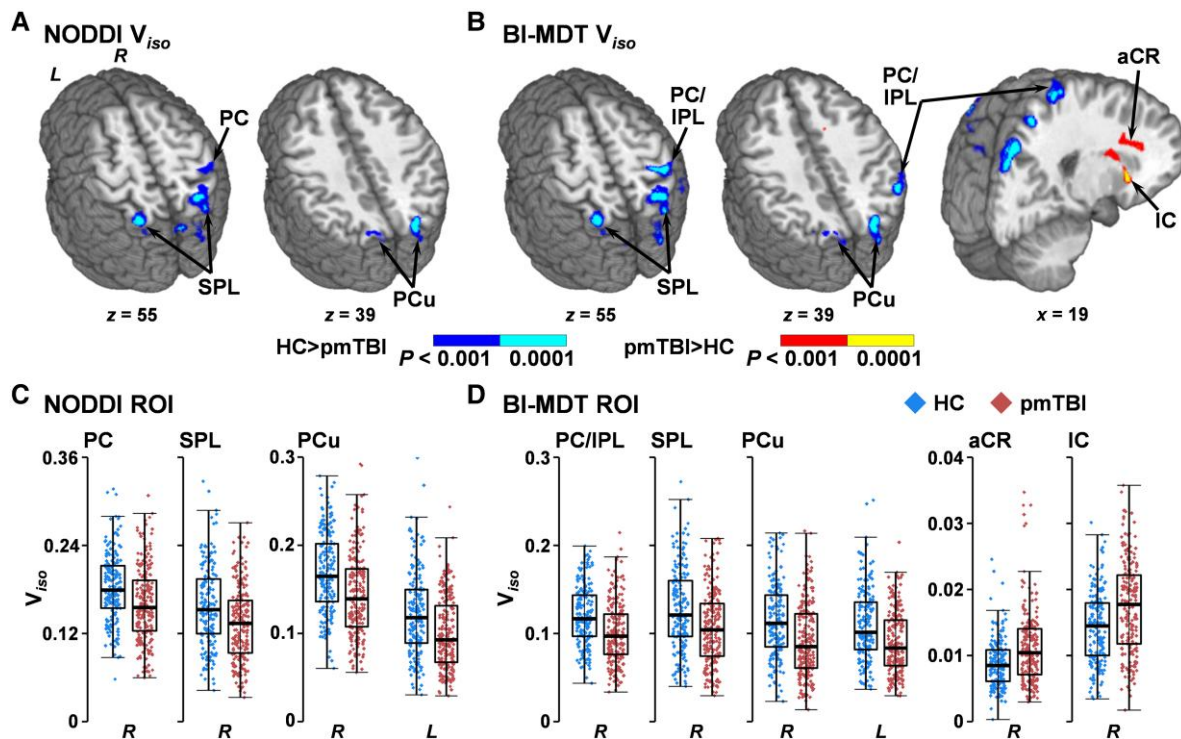 A NODDI Viso
B BI-MDT Viso
L
R
PC
SPL
z = 55
PCu
z = 39
PC/
IPL
SPL
z = 55
PC/
IPL
PCu
z = 39
aCR
IC
x = 19
HC>pmTBI
P < 0.001 0.0001
pmTBI>HC
P < 0.001 0.0001
C NODDI ROI
PC SPL PCu
Viso
0.36
0.24
0.12
0
0.3
0.2
0.1
0
R R R L
D BI-MDT ROI
HC pmTBI
PC/IPL SPL PCu aCR IC
Viso
0.3
0.2
0.1
0
0.04
0.03
0.02
0.01
0
R R R L R R